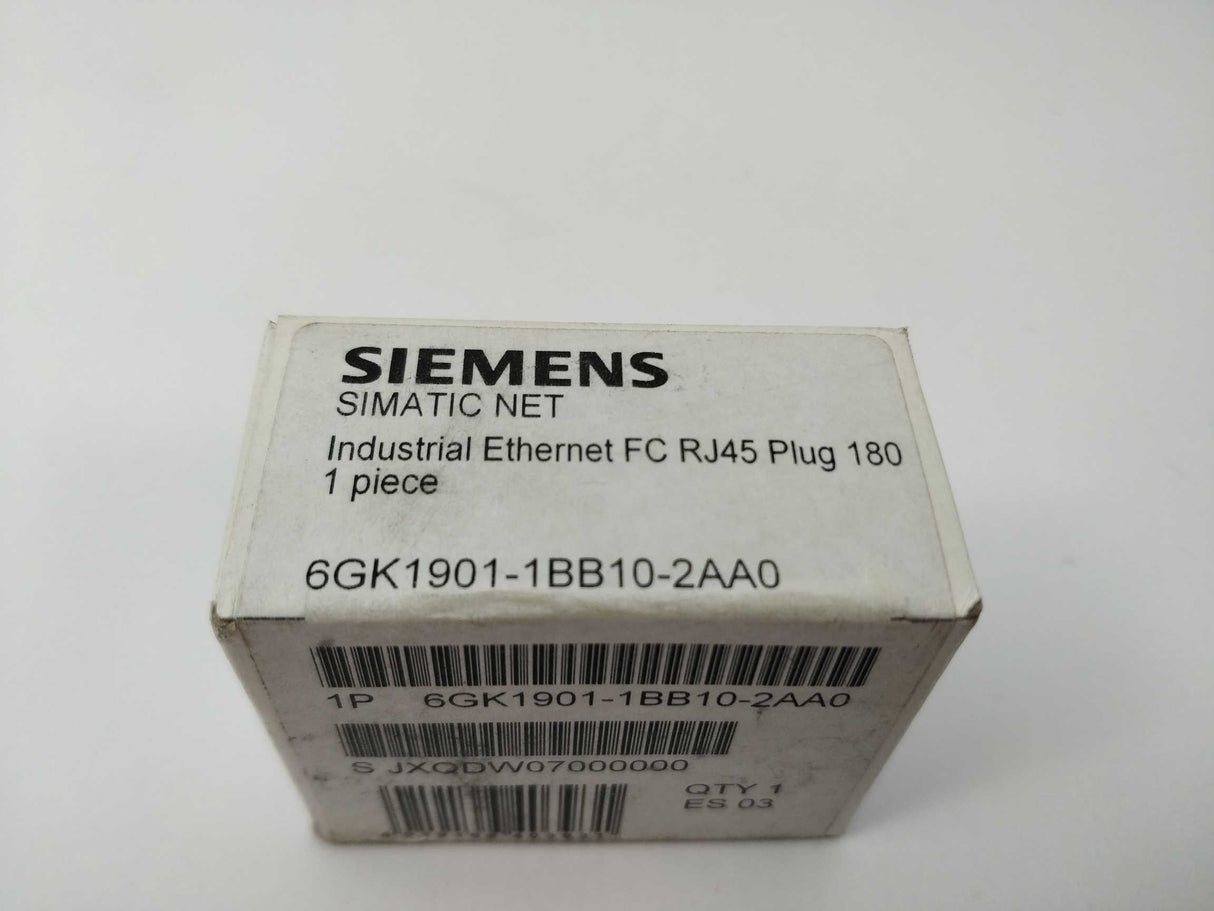 SIEMENS
SIMATIC NET
Industrial Ethernet FC RJ45 Plug 180
1 piece
6GK1901-1BB10-2AA0
1P 6GK1901-1BB10-2AA0
S JXQDW07000000
QTY 1
ES 03